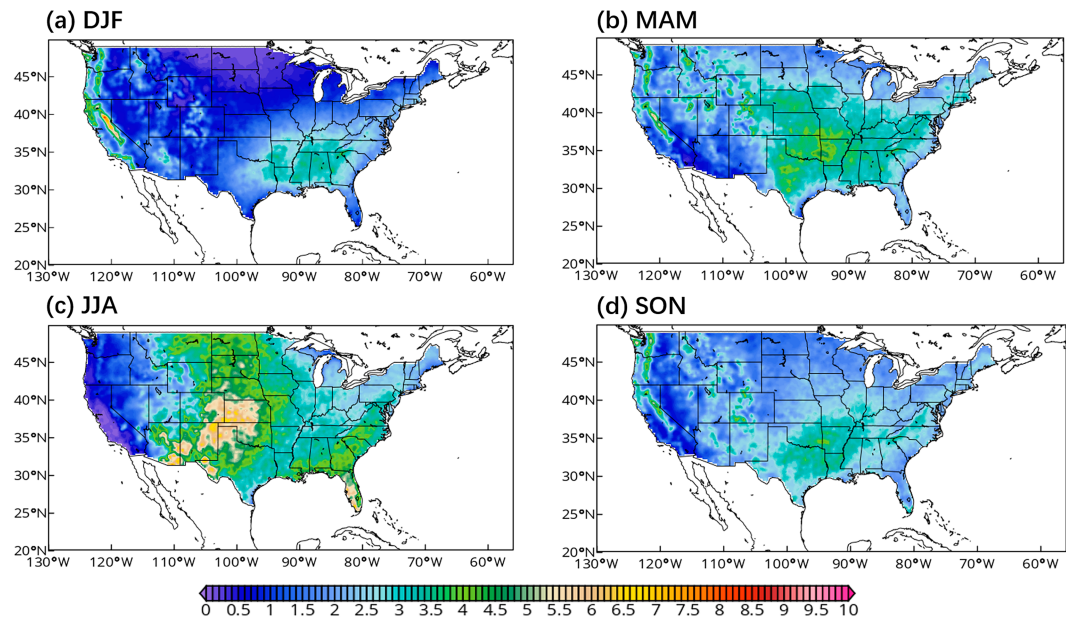 (a) DJF
(b) MAM
45°N
45°N
40°N
40°N
35°N
35°N
30°N
30°N
25°N
25°N
20°N
20°N
130°W 120°W 110°W 100°W 90°W 80°W 70°W 60°W
130°W 120°W 110°W 100°W 90°W 80°W 70°W 60°W
(c) JJA
(d) SON
45°N
45°N
40°N
40°N
35°N
35°N
30°N
30°N
25°N
25°N
20°N
20°N
130°W 120°W 110°W 100°W 90°W 80°W 70°W 60°W
130°W 120°W 110°W 100°W 90°W 80°W 70°W 60°W
0 0.5 1 1.5 2 2.5 3 3.5 4 4.5 5 5.5 6 6.5 7 7.5 8 8.5 9 9.5 10